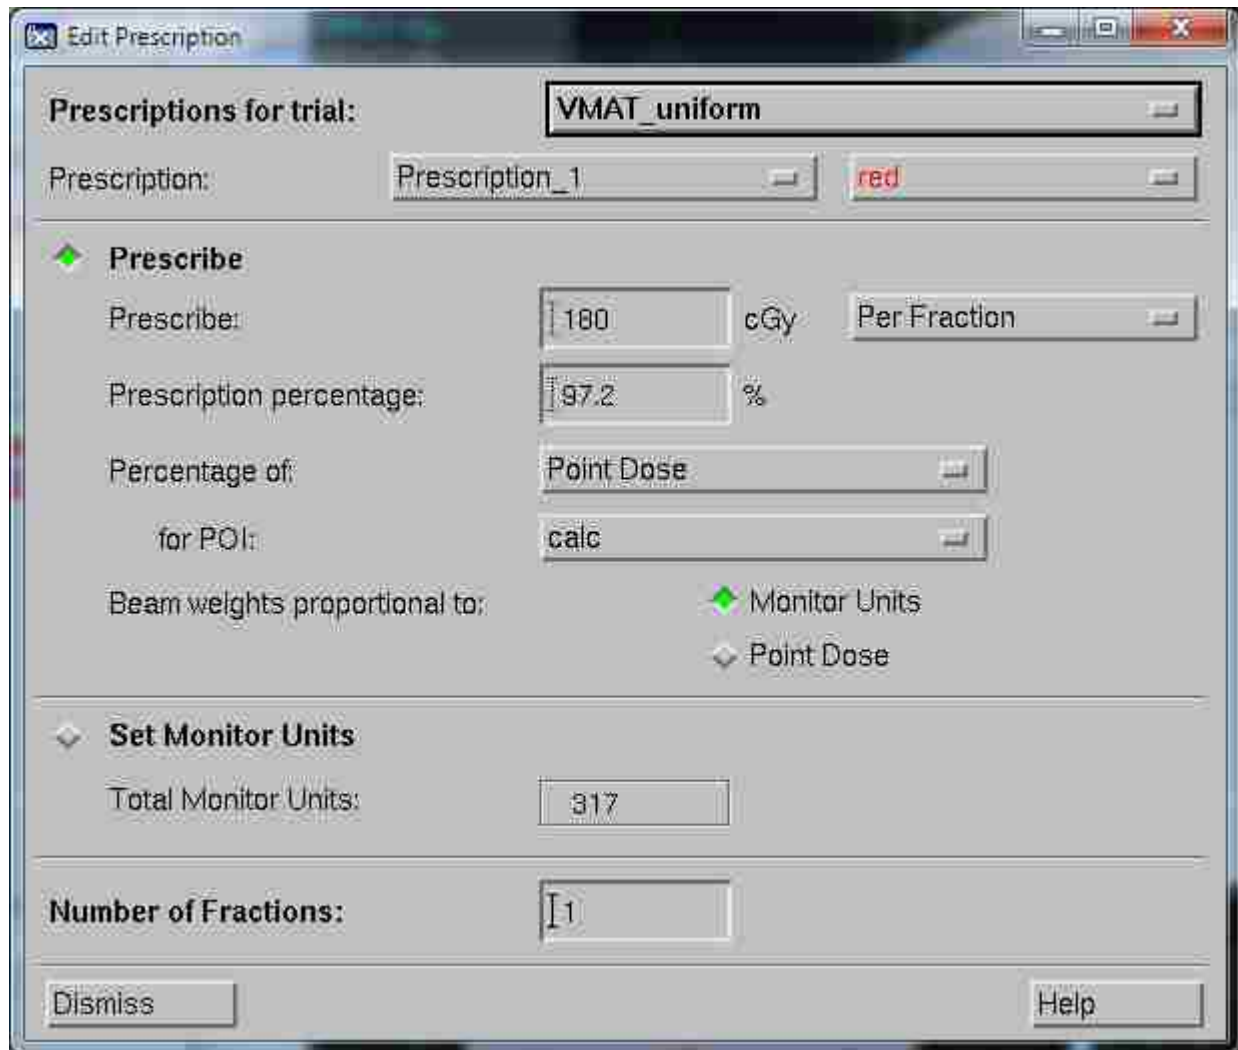 Edit Prescription
Prescriptions for trial: VMAT_uniform
Prescription: Prescription_1 red
Prescribe
Prescribe: 180 cGy Per Fraction
Prescription percentage: 97.2 %
Percentage of: Point Dose
for POI: calc
Beam weights proportional to: Monitor Units
Point Dose
Set Monitor Units
Total Monitor Units: 317
Number of Fractions: 1
Dismiss Help